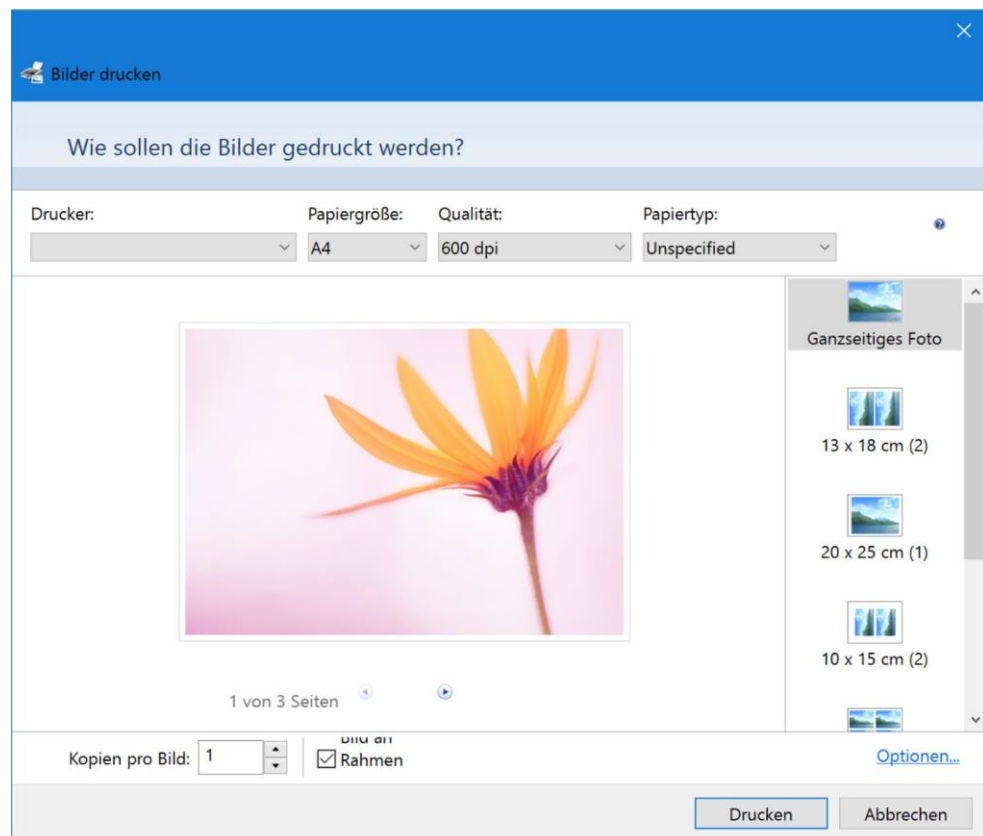 Bilder drucken
Wie sollen die Bilder gedruckt werden?
Drucker: Papiergröße: Qualität: Papiertyp:
A4 600 dpi Unspecified
Ganzseitiges Foto
13 x 18 cm (2)
20 x 25 cm (1)
10 x 15 cm (2)
1 von 3 Seiten
Bild an
Kopien pro Bild: 1 Rahmen Optionen...
Drucken Abbrechen